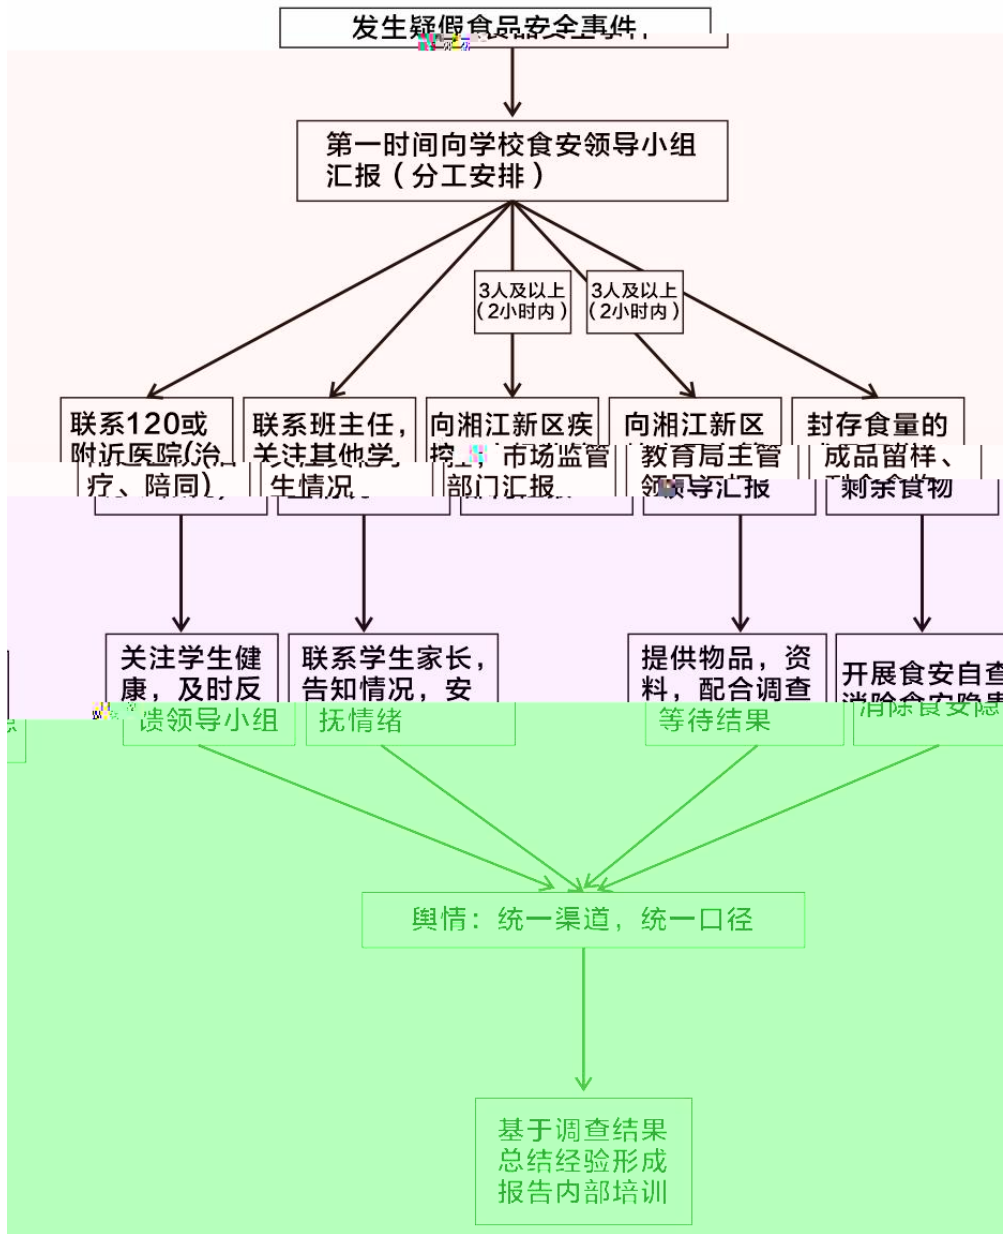 发生疑假食品安全事件
第一时间向学校食安领导小组
汇报（分工安排）
3人及以上
（2小时内）
3人及以上
（2小时内）
联系120或
附近医院(治
疗、陪同)
联系班主任，
关注其他学
生情况。
向湘江新区疾
控，市场监管
部门汇报
向湘江新区
教育局主管
领导汇报
封存食量的
成品留样、
剩余食物
关注学生健
康，及时反
馈领导小组
联系学生家长，
告知情况，安
抚情绪
提供物品，资
料，配合调查
等待结果
开展食安自查
消除食安隐患
舆情：统一渠道，统一口径
基于调查结果
总结经验形成
报告内部培训